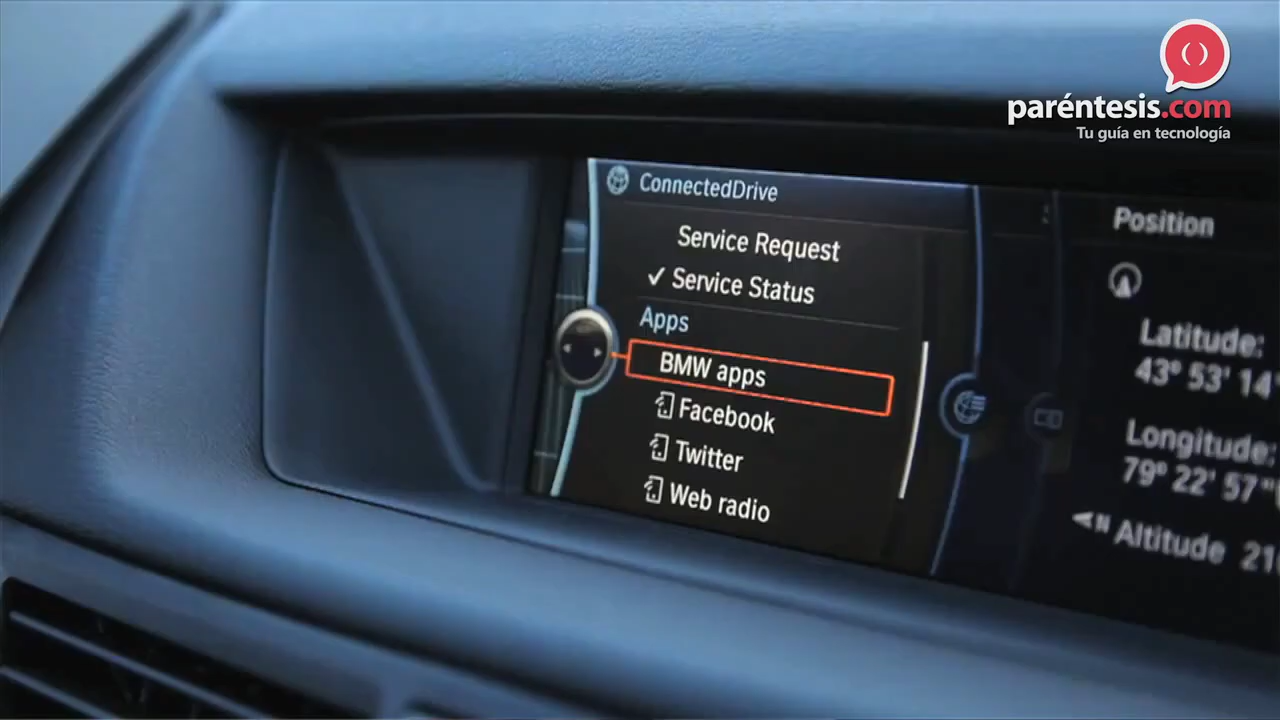 paréntesis.com
Tu guía en tecnología
ConnectedDrive
Service Request
✓ Service Status
Apps
BMW apps
Facebook
Twitter
Web radio
Position
Latitude:
43° 53' 14"
Longitude:
79° 22' 57"
N
Altitude